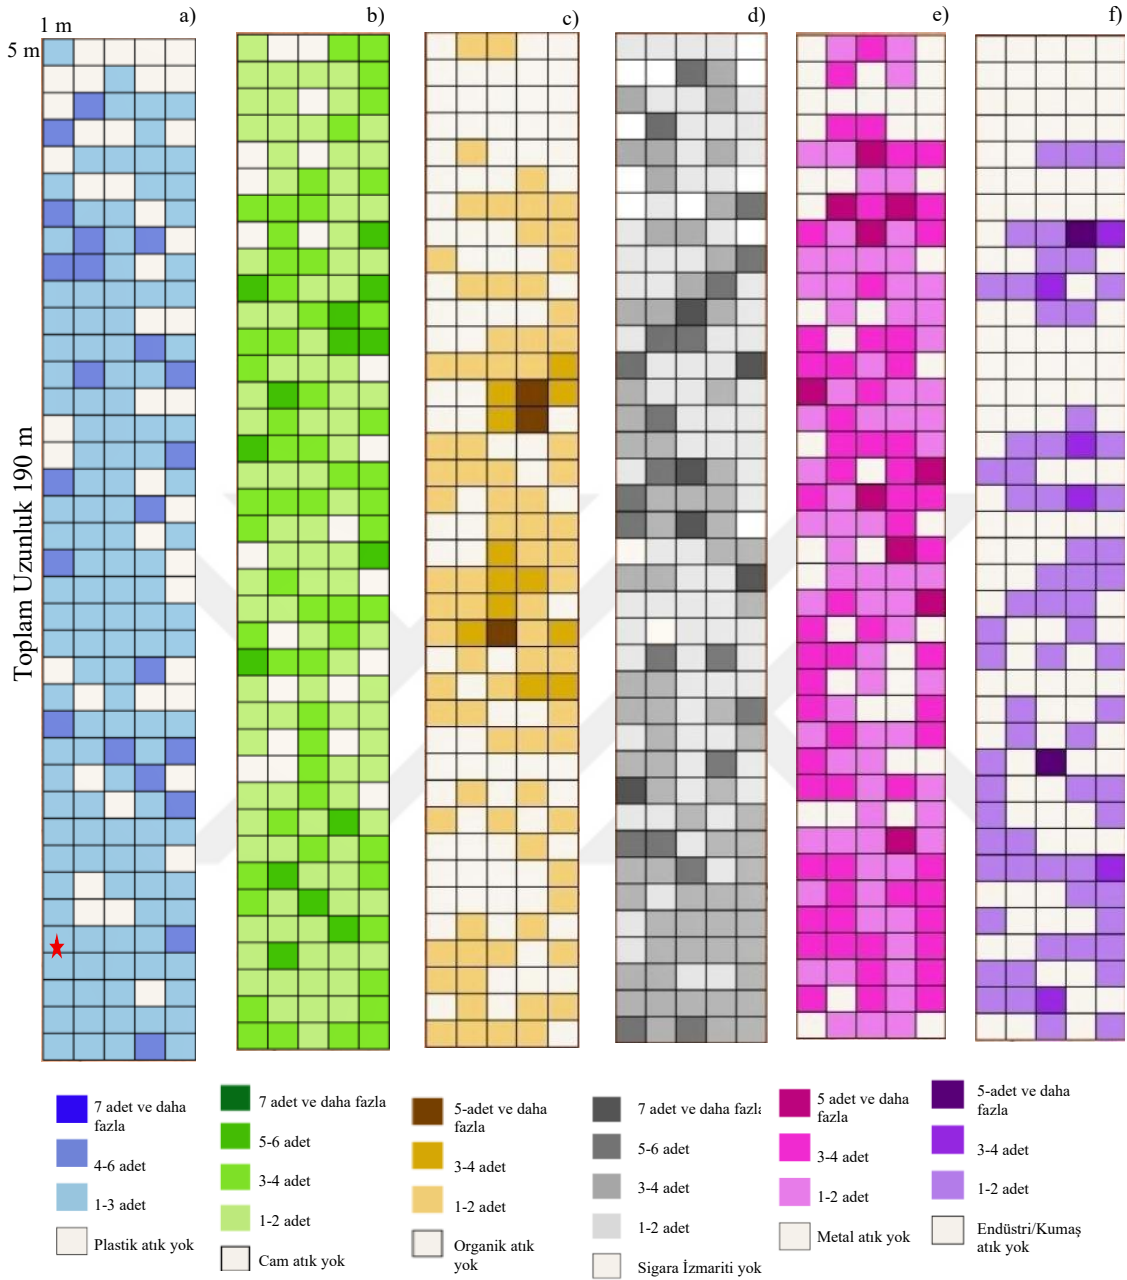 1 m
a)
b)
c)
d)
e)
f)
5 m
Toplam Uzunluk 190 m
7 adet ve daha
fazla
4-6 adet
1-3 adet
Plastik atık yok
7 adet ve daha fazla
5-6 adet
3-4 adet
1-2 adet
Cam atık yok
5-adet ve daha
fazla
3-4 adet
1-2 adet
Organik atık
yok
7 adet ve daha fazla
5-6 adet
3-4 adet
1-2 adet
Sigara İzmariti yok
5 adet ve daha
fazla
3-4 adet
1-2 adet
Metal atık yok
5-adet ve daha
fazla
3-4 adet
1-2 adet
Endüstri/Kumaş
atık yok